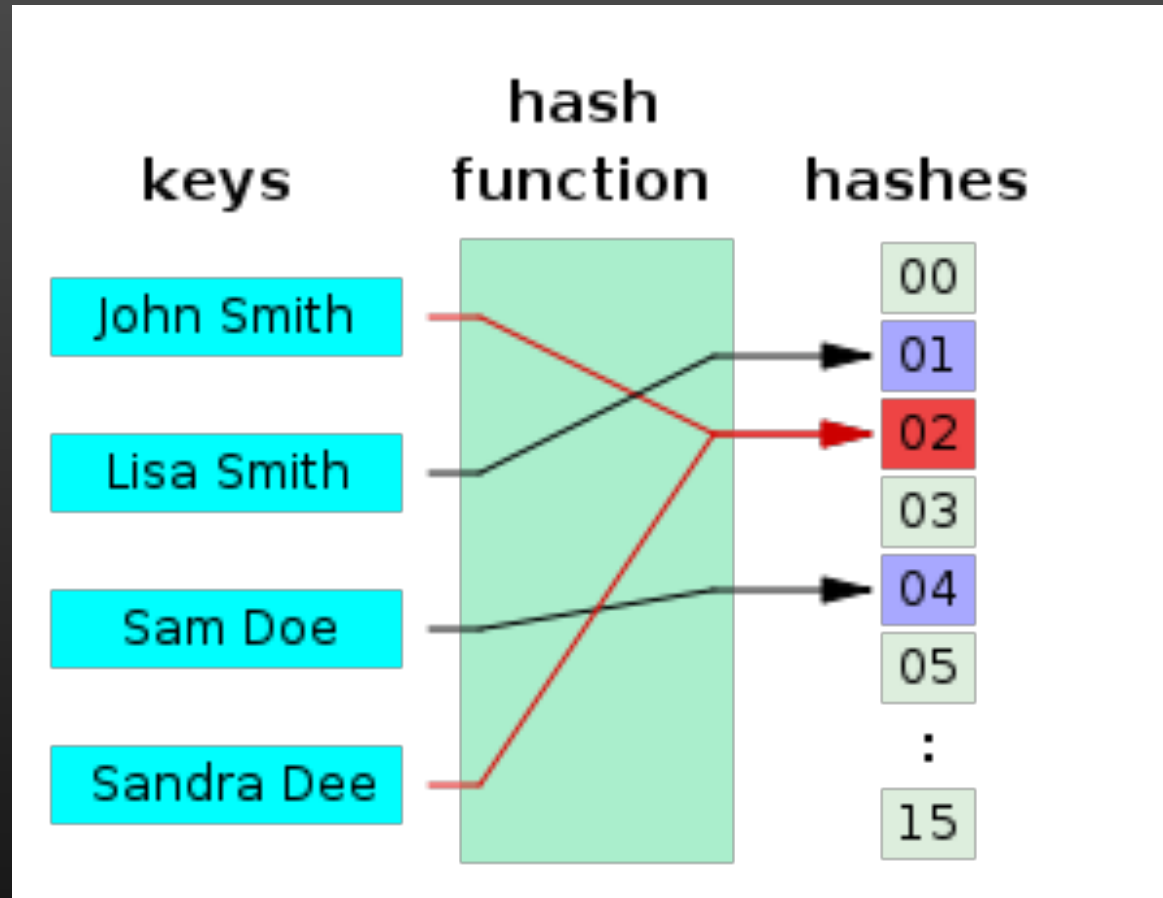 hash
keys function hashes
John Smith
Lisa Smith
Sam Doe
Sandra Dee
00
01
02
03
04
05
:
15